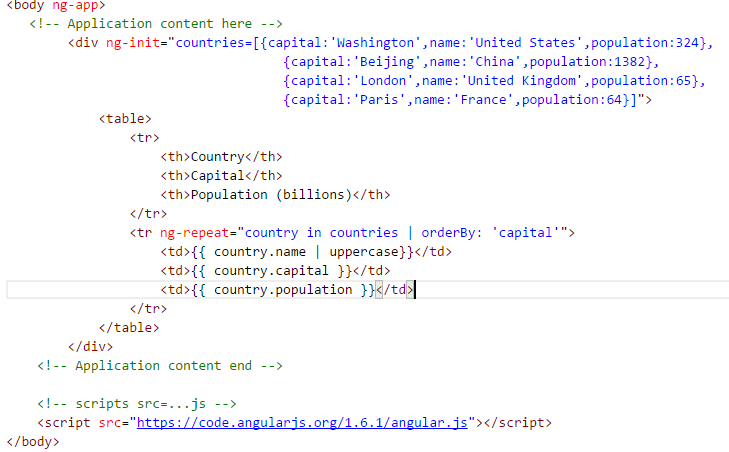 <body ng-app>
<!-- Application content here -->
<div ng-init="countries=[{capital:'Washington',name:'United States',population:324},
{capital:'Beijing',name:'China',population:1382},
{capital:'London',name:'United Kingdom',population:65},
{capital:'Paris',name:'France',population:64}]">
<table>
<tr>
<th>Country</th>
<th>Capital</th>
<th>Population (billions)</th>
</tr>
<tr ng-repeat="country in countries | orderBy: 'capital'">
<td>{{ country.name | uppercase}}</td>
<td>{{ country.capital }}</td>
<td>{{ country.population }}</td>
</tr>
</table>
</div>
<!-- Application content end -->
<!-- scripts src=...js -->
<script src="https://code.angularjs.org/1.6.1/angular.js"></script>
</body>